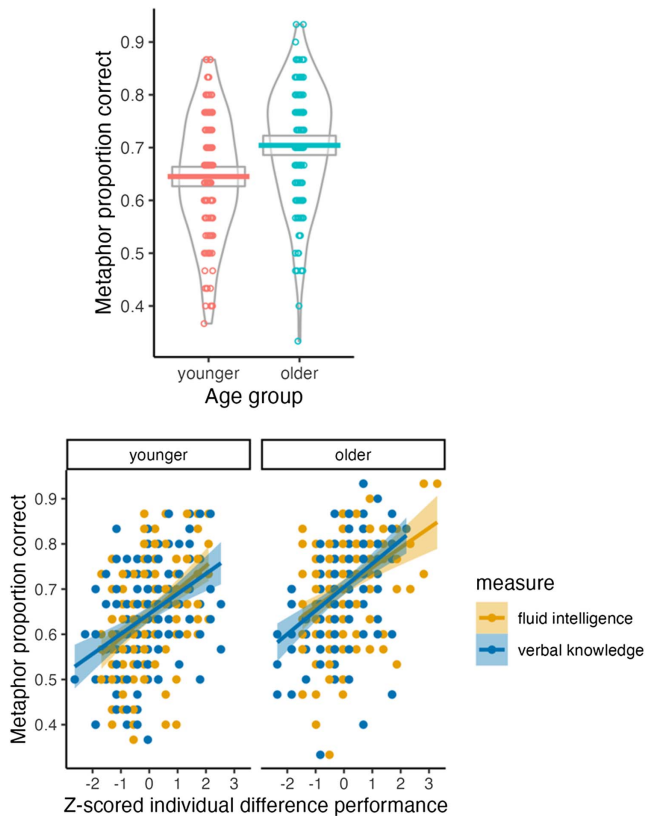 Metaphor proportion correct
0.9
0.8
0.7
0.6
0.5
0.4
younger older
Age group
younger older
Metaphor proportion correct
0.9
0.8
0.7
0.6
0.5
0.4
-2 -1 0 1 2 3 -2 -1 0 1 2 3
Z-scored individual difference performance
measure
fluid intelligence
verbal knowledge